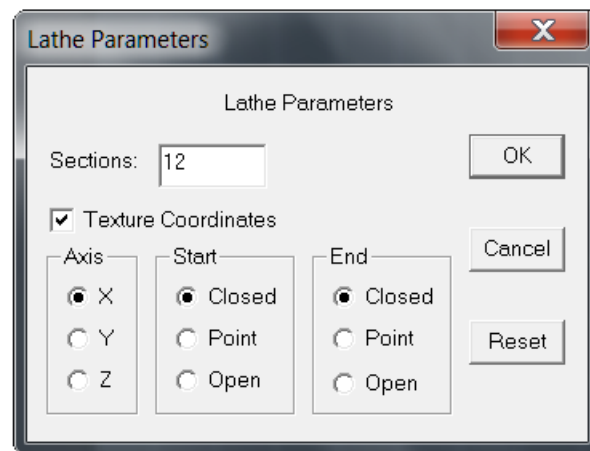 Lathe Parameters
Lathe Parameters
Sections: 12
OK
Texture Coordinates
Cancel
Axis
X
Y
Z
Start
Closed
Point
Open
End
Closed
Point
Open
Reset